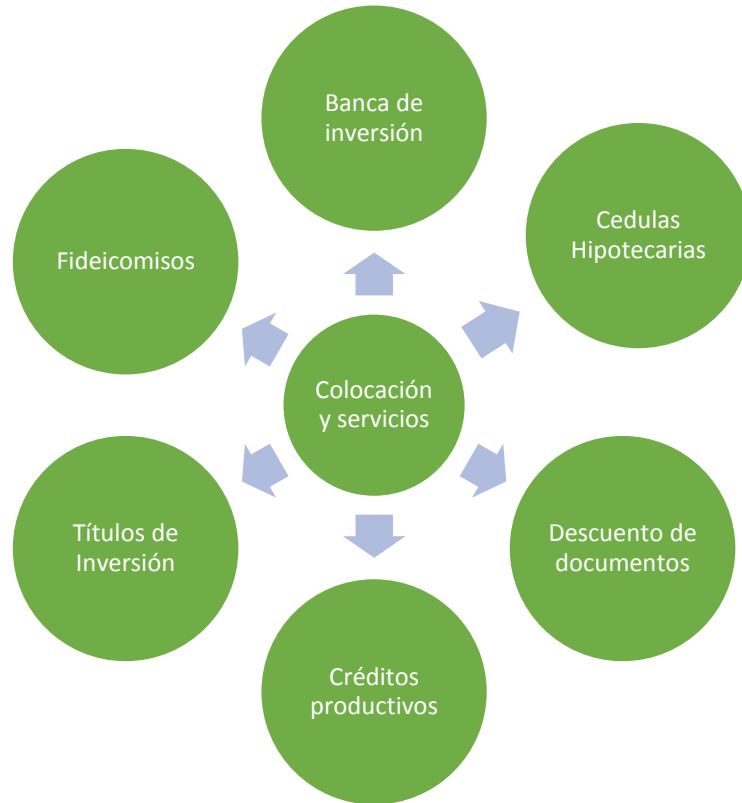 Banca de
inversión
Cedulas
Hipotecarias
Fideicomisos
Colocación
y servicios
Títulos de
Inversión
Descuento de
documentos
Créditos
productivos